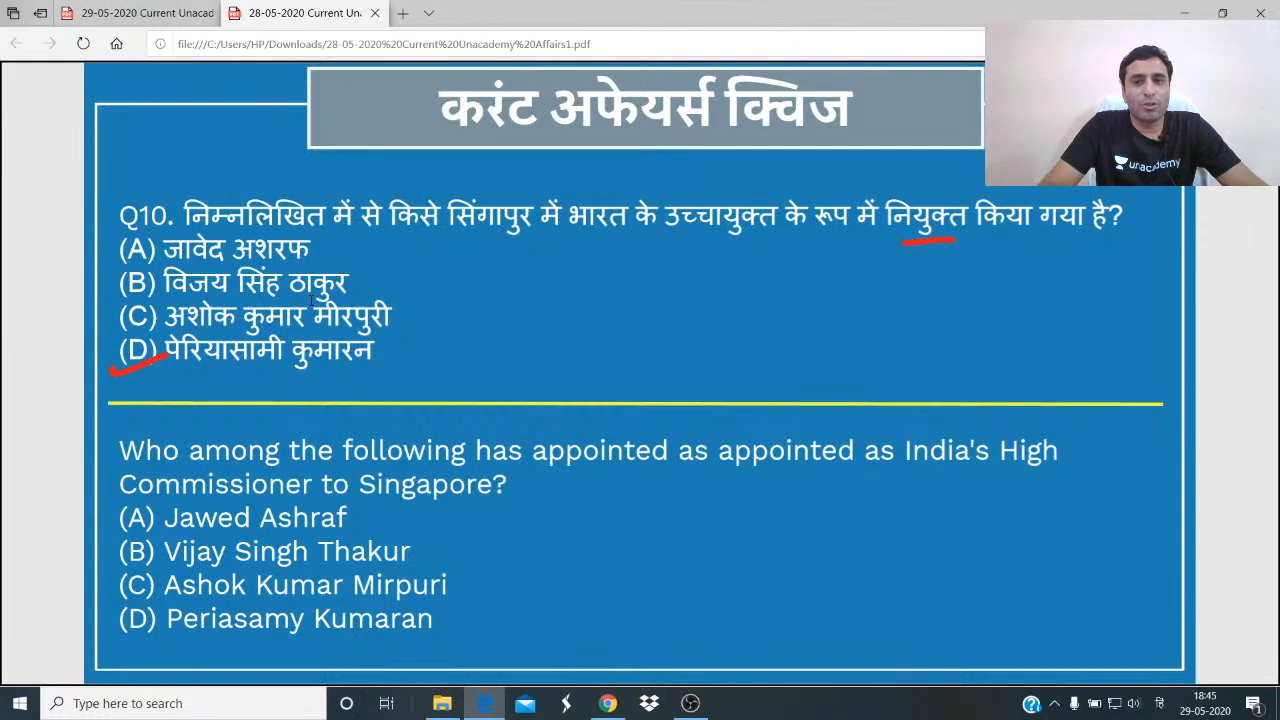 29-05-2020 Current Unacad
28-05-2020 Current Una
file:///C:/Users/HP/Downloads/28-05-2020%20Current%20Unacademy%20Affairs1.pdf
unacademy
करंट अफेयर्स क्विज
Q10. निम्नलिखित में से किसे सिंगापुर में भारत के उच्चायुक्त के रूप में नियुक्त किया गया है?
(A) जावेद अशरफ
(B) विजय सिंह ठाकुर
(C) अशोक कुमार मीरपुरी
(D) पेरियासामी कुमारन
Who among the following has appointed as appointed as India's High
Commissioner to Singapore?
(A) Jawed Ashraf
(B) Vijay Singh Thakur
(C) Ashok Kumar Mirpuri
(D) Periasamy Kumaran
Type here to search
हि
18:45
29-05-2020
1